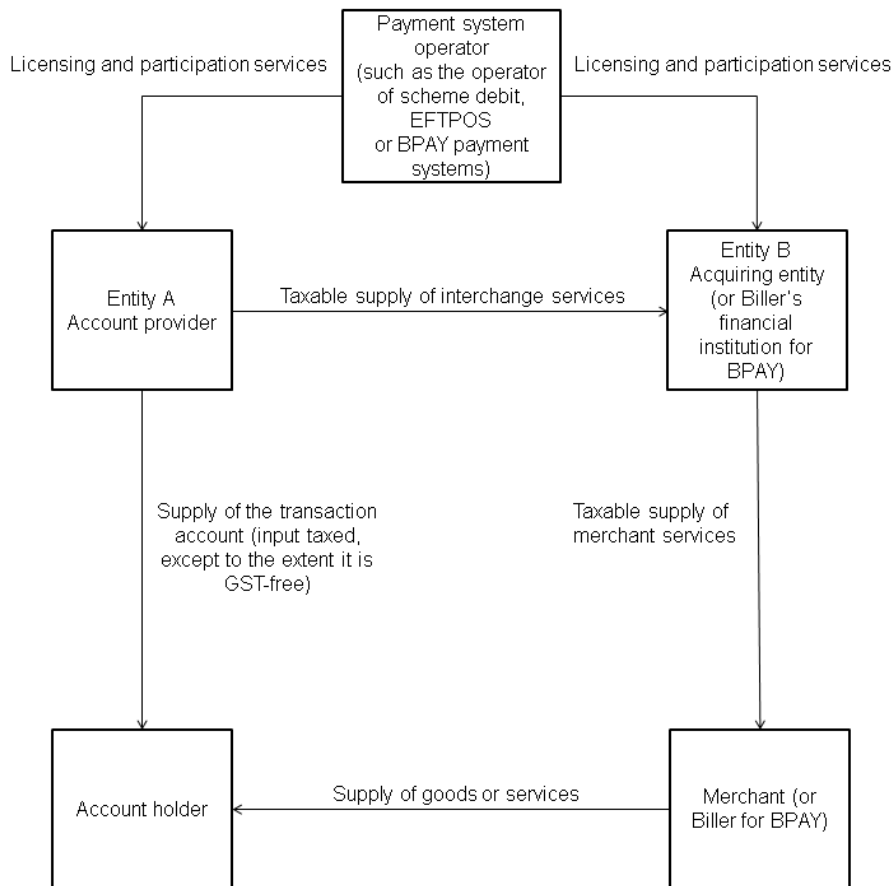 Payment system
operator
(such as the operator
of scheme debit,
EFTPOS
or BPAY payment
systems)
Licensing and participation services
Licensing and participation services
Entity A
Account provider
Taxable supply of interchange services
Entity B
Acquiring entity
(or Biller's
financial
institution for
BPAY)
Supply of the transaction
account (input taxed,
except to the extent it is
GST-free)
Taxable supply of
merchant services
Account holder
Supply of goods or services
Merchant (or
Biller for BPAY)